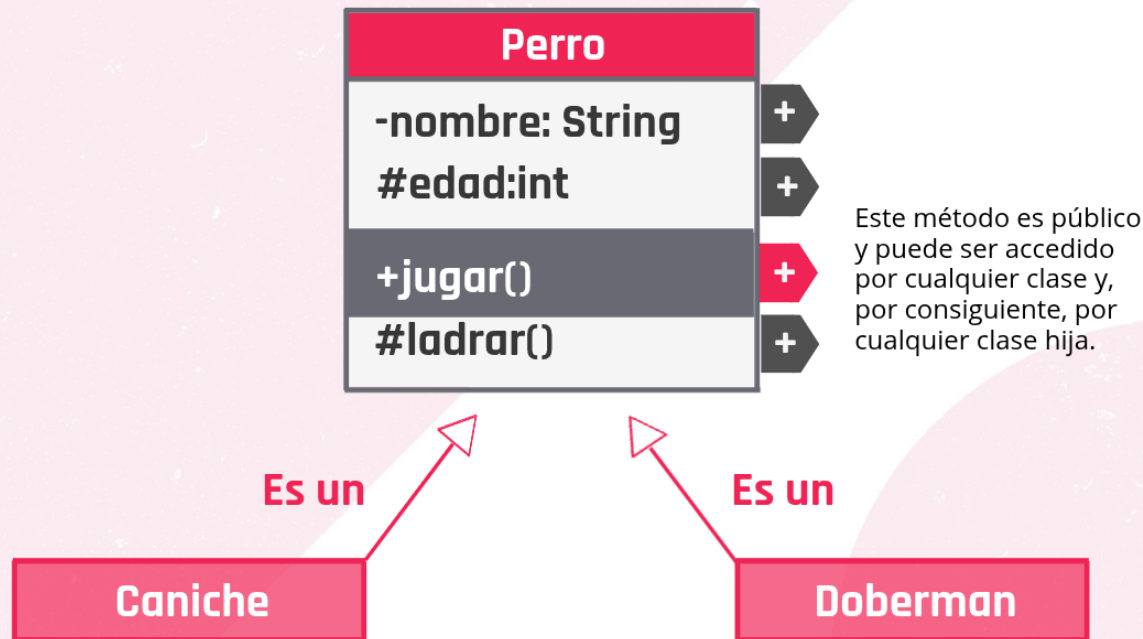 Perro
-nombre: String
+
#edad:int
+
+jugar()
+
#ladrar()
+
Este método es público
y puede ser accedido
por cualquier clase y,
por consiguiente, por
cualquier clase hija.
Es un
Es un
Caniche
Doberman